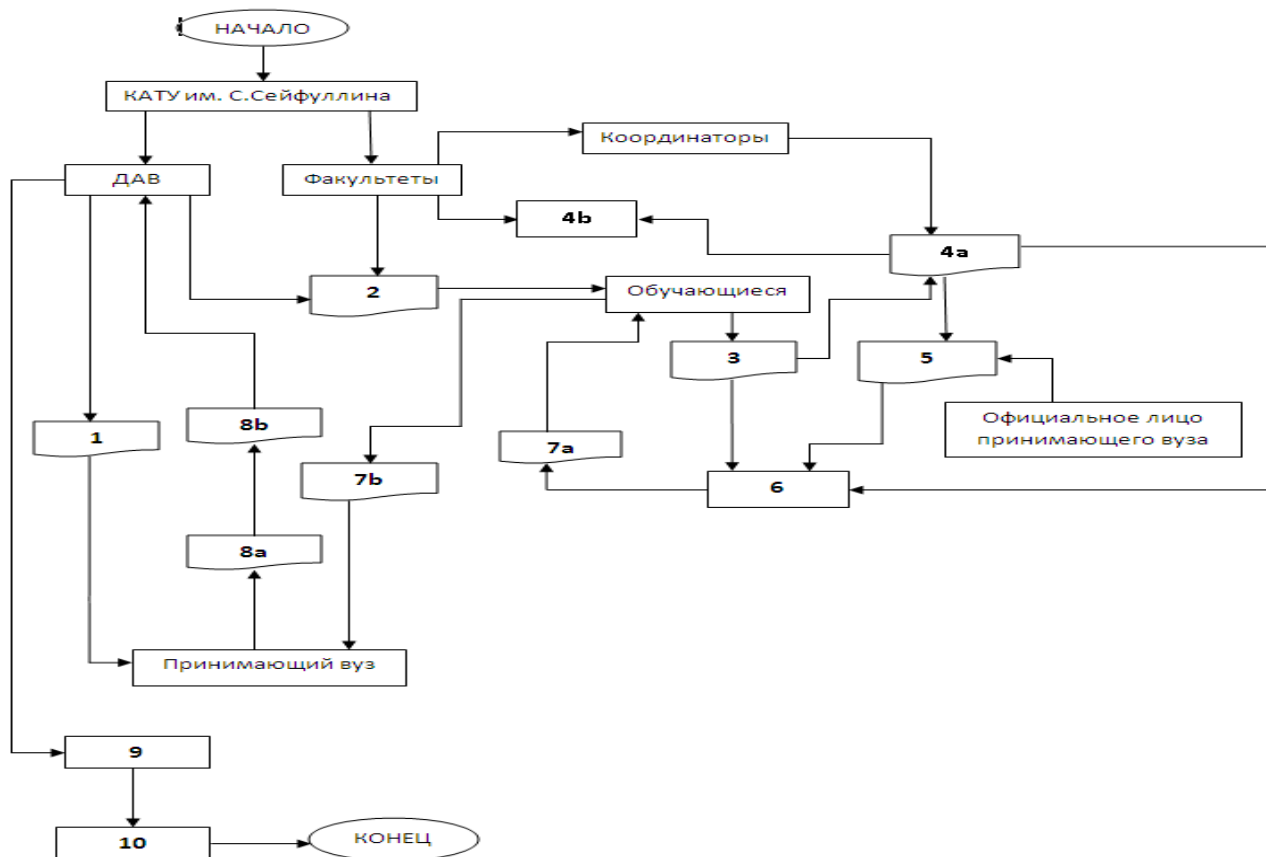 НАЧАЛО
КАТУ им. С.Сейфуллина
Координаторы
ДАВ
Факультеты
4b
4a
2
Обучающиеся
3
5
1
8b
7a
Официальное лицо
принимающего вуза
7b
6
8a
Принимающий вуз
9
10
КОНЕЦ